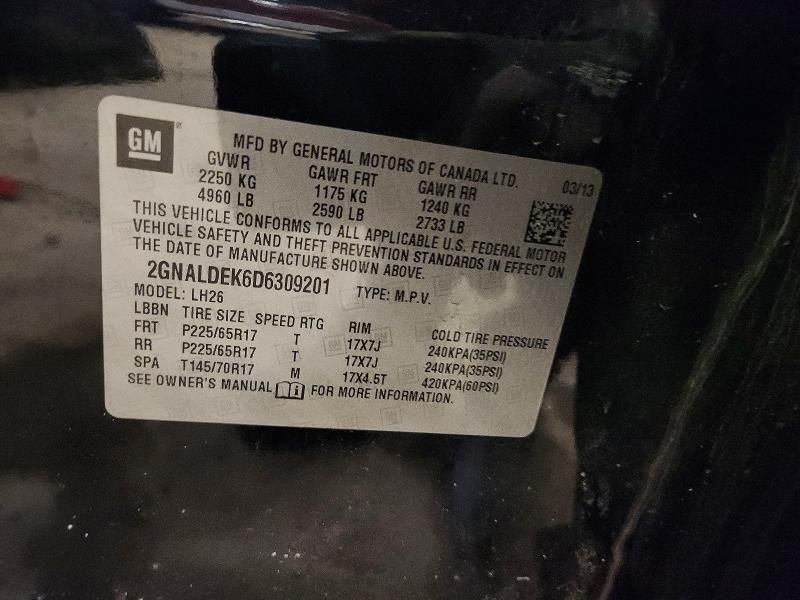 GM
MFD BY GENERAL MOTORS OF CANADA LTD. 03/13
GVWR GAWR FRT GAWR RR
2250 KG 1175 KG 1240 KG
4960 LB 2590 LB 2733 LB
THIS VEHICLE CONFORMS TO ALL APPLICABLE U.S. FEDERAL MOTOR
VEHICLE SAFETY AND THEFT PREVENTION STANDARDS IN EFFECT ON
THE DATE OF MANUFACTURE SHOWN ABOVE.
2GNALDEK6D6309201 TYPE: M.P.V.
MODEL: LH26
LBBN TIRE SIZE SPEED RTG RIM COLD TIRE PRESSURE
FRT P225/65R17 T 17X7J 240KPA(35PSI)
RR P225/65R17 T 17X7J 240KPA(35PSI)
SPA T145/70R17 M 17X4.5T 420KPA(60PSI)
SEE OWNER'S MANUAL FOR MORE INFORMATION.